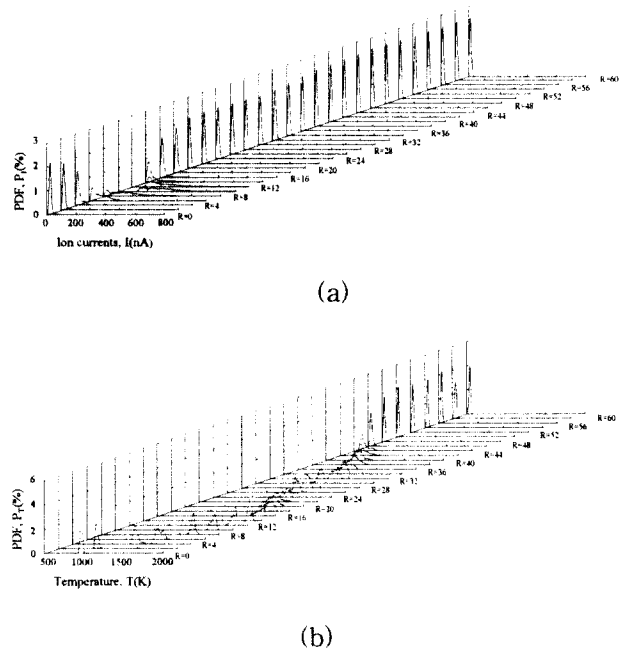 PDF, P_I(%)
3
2
1
0
0 200 400 600 800
Ion currents, I(nA)
R=0
R=4
R=8
R=12
R=16
R=20
R=24
R=28
R=32
R=36
R=40
R=44
R=48
R=52
R=56
R=60
(a)
PDF, P_T(%)
6
4
2
0
500 1000 1500 2000
Temperature. T(K)
R=0
R=4
R=8
R=12
R=16
R=20
R=24
R=28
R=32
R=36
R=40
R=44
R=48
R=52
R=56
R=60
(b)